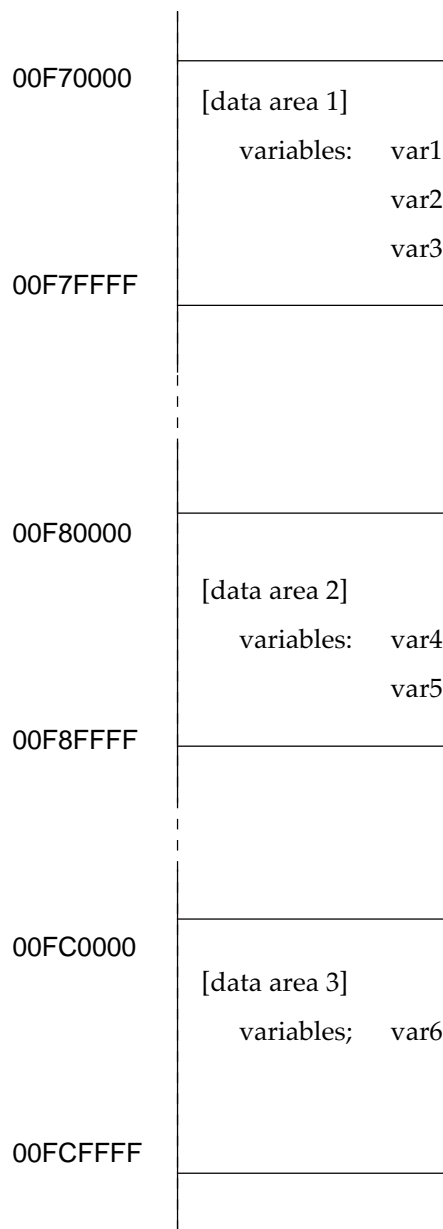 00F70000
[data area 1]
variables: var1
var2
var3
00F7FFFF
00F80000
[data area 2]
variables: var4
var5
00F8FFFF
00FC0000
[data area 3]
variables; var6
00FCFFFF